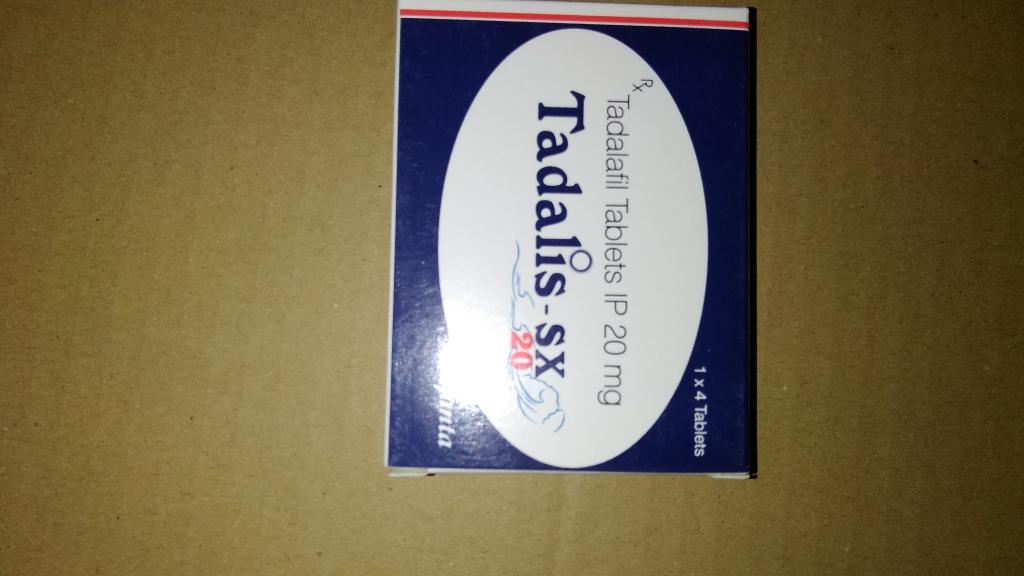 1 x 4 Tablets
Rx Tadalafil Tablets IP 20 mg
Tadalis-SX
20